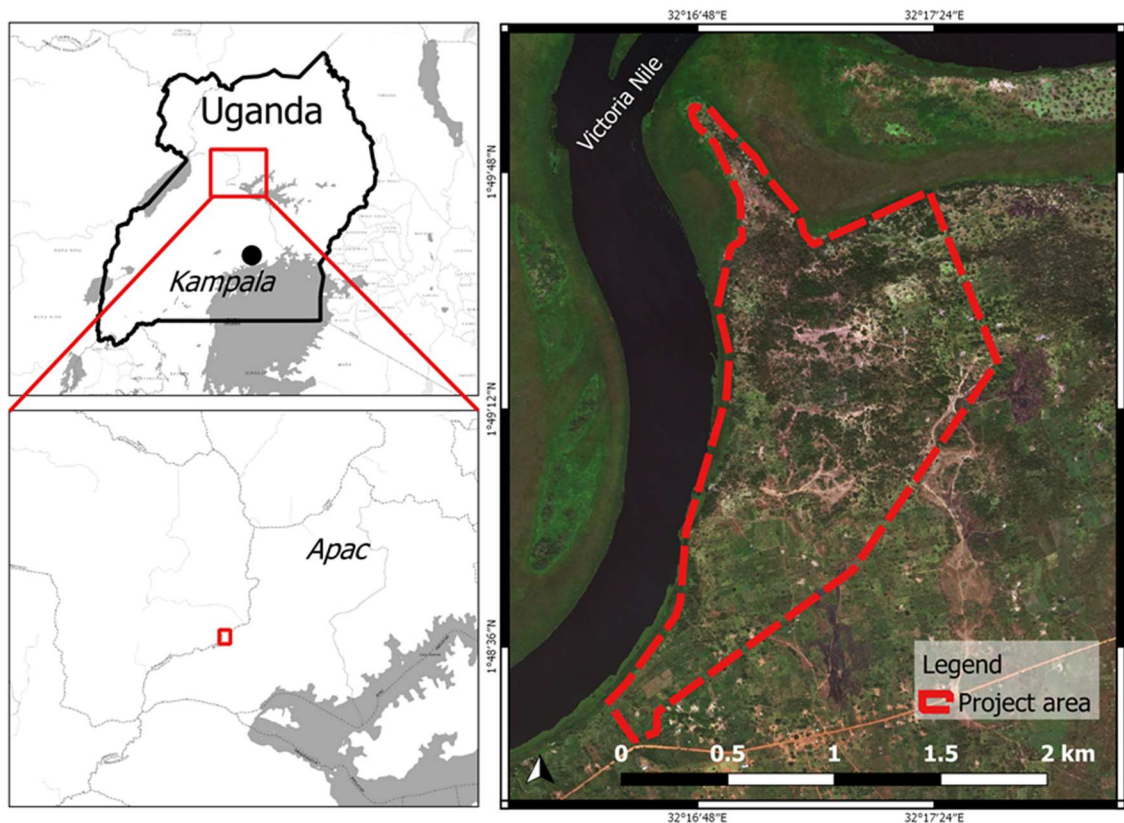 Uganda
Kampala
Apac
32°16'48"E
32°17'24"E
Victoria Nile
1°49'48"N
1°49'12"N
1°48'36"N
Legend
Project area
0 0.5 1 1.5 2 km
32°16'48"E
32°17'24"E